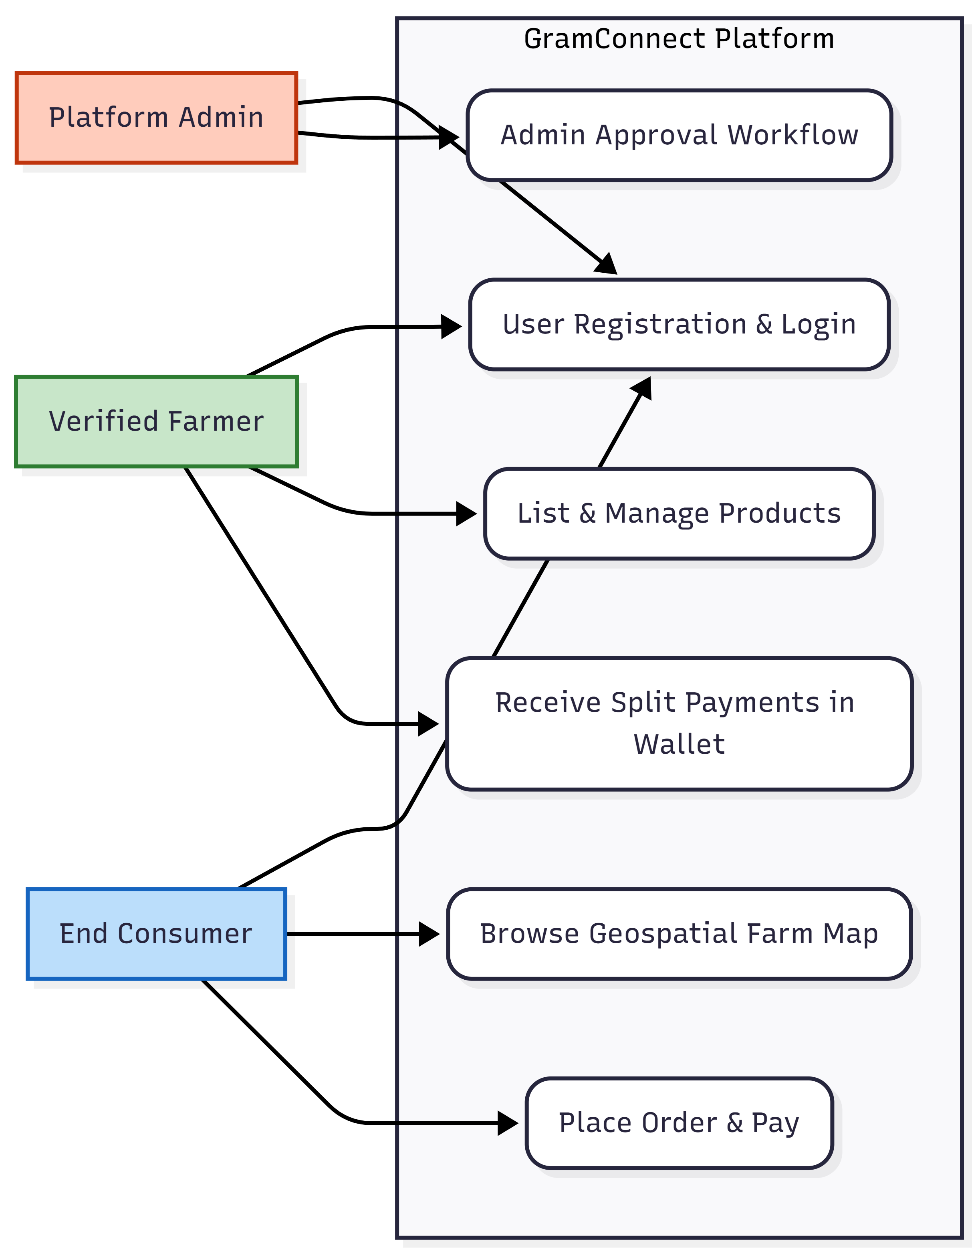 GramConnect Platform
Platform Admin
Admin Approval Workflow
User Registration & Login
Verified Farmer
List & Manage Products
Receive Split Payments in
Wallet
End Consumer
Browse Geospatial Farm Map
Place Order & Pay